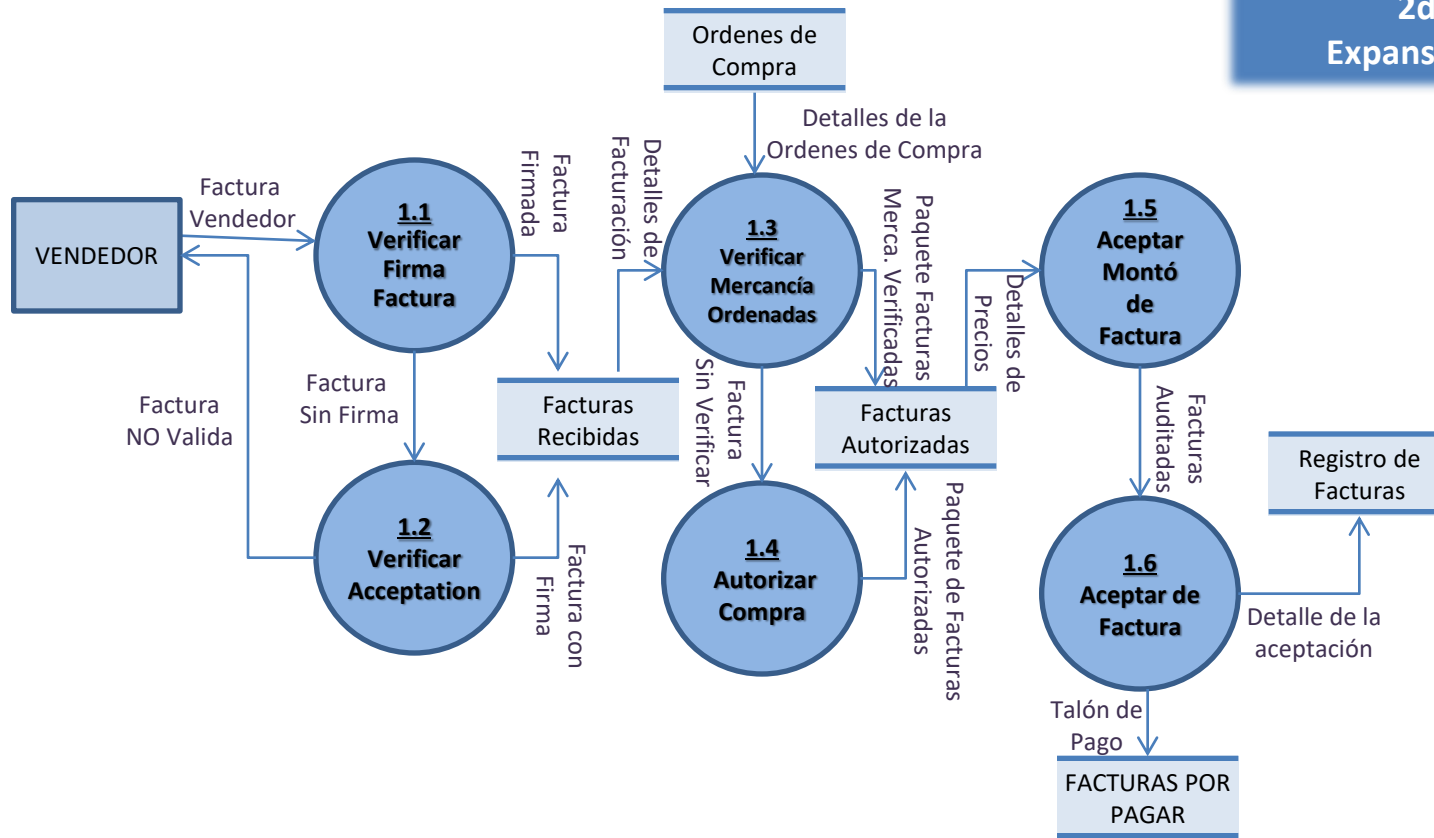 2d
Expans
Ordenes de
Compra
Detalles de la
Ordenes de Compra
VENDEDOR
Factura
Vendedor
1.1
Verificar
Firma
Factura
Factura
Firmada
Detalles de
Facturación
1.3
Verificar
Mercancía
Ordenadas
Paquete Facturas
Merca. Verificadas
Detalles de
Precios
1.5
Aceptar
Montó
de
Factura
Factura
NO Valida
Factura
Sin Firma
Facturas
Recibidas
Factura
Sin Verificar
Facturas
Autorizadas
Facturas
Auditadas
Registro de
Facturas
1.2
Verificar
Acceptation
Factura con
Firma
1.4
Autorizar
Compra
Paquete de Facturas
Autorizadas
1.6
Aceptar de
Factura
Detalle de la
aceptación
Talón de
Pago
FACTURAS POR
PAGAR